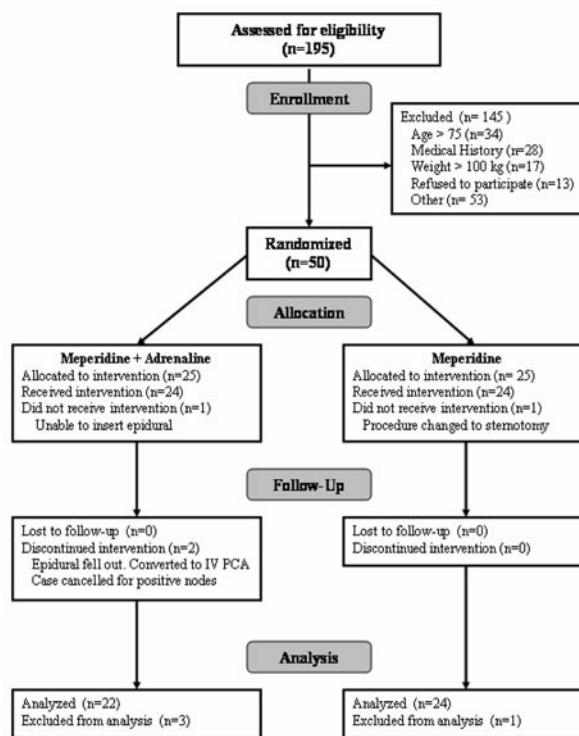 Assessed for eligibility
(n=195)
Enrollment
Excluded (n= 145 )
Age > 75 (n=34)
Medical History (n=28)
Weight > 100 kg (n=17)
Refused to participate (n=13)
Other (n= 53)
Randomized
(n=50)
Allocation
Meperidine + Adrenaline
Allocated to intervention (n=25)
Received intervention (n=24)
Did not receive intervention (n=1)
Unable to insert epidural
Meperidine
Allocated to intervention (n= 25)
Received intervention (n=24)
Did not receive intervention (n=1)
Procedure changed to sternotomy
Follow-Up
Lost to follow-up (n=0)
Discontinued intervention (n=2)
Epidural fell out. Converted to IV PCA
Case cancelled for positive nodes
Lost to follow-up (n=0)
Discontinued intervention (n=0)
Analysis
Analyzed (n=22)
Excluded from analysis (n=3)
Analyzed (n=24)
Excluded from analysis (n=1)